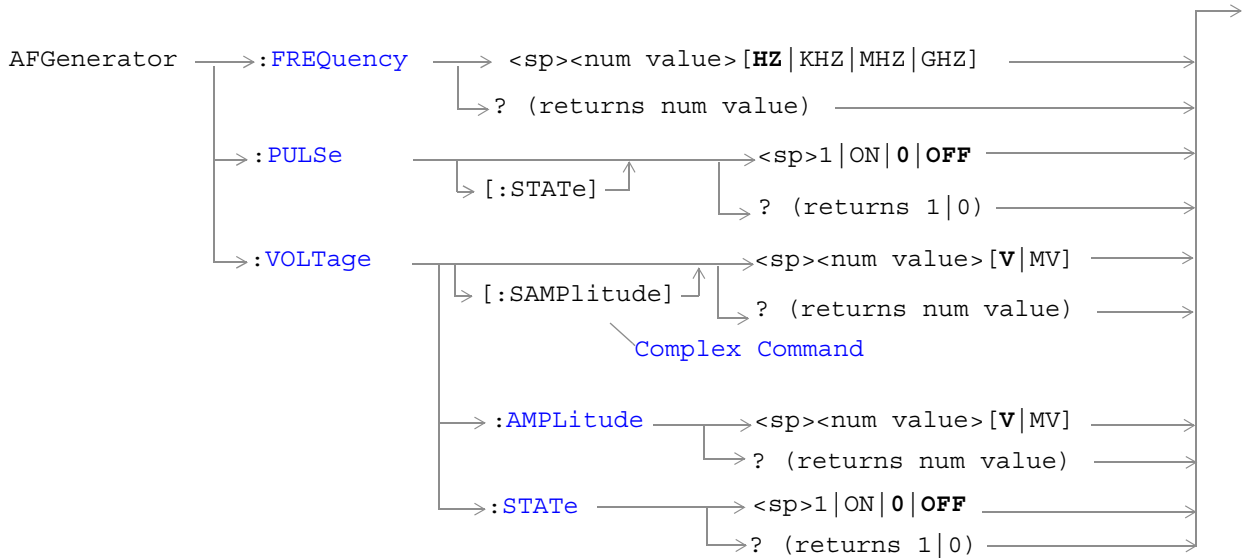 AFGenerator :FREQuency <sp><num value>[HZ|KHZ|MHZ|GHZ]
? (returns num value)
:PULSe <sp>1|ON|0|OFF
[:STATe]
? (returns 1|0)
:VOLTage <sp><num value>[V|MV]
[:SAMPlitude]
? (returns num value)
Complex Command
:AMPLitude <sp><num value>[V|MV]
? (returns num value)
:STATe <sp>1|ON|0|OFF
? (returns 1|0)